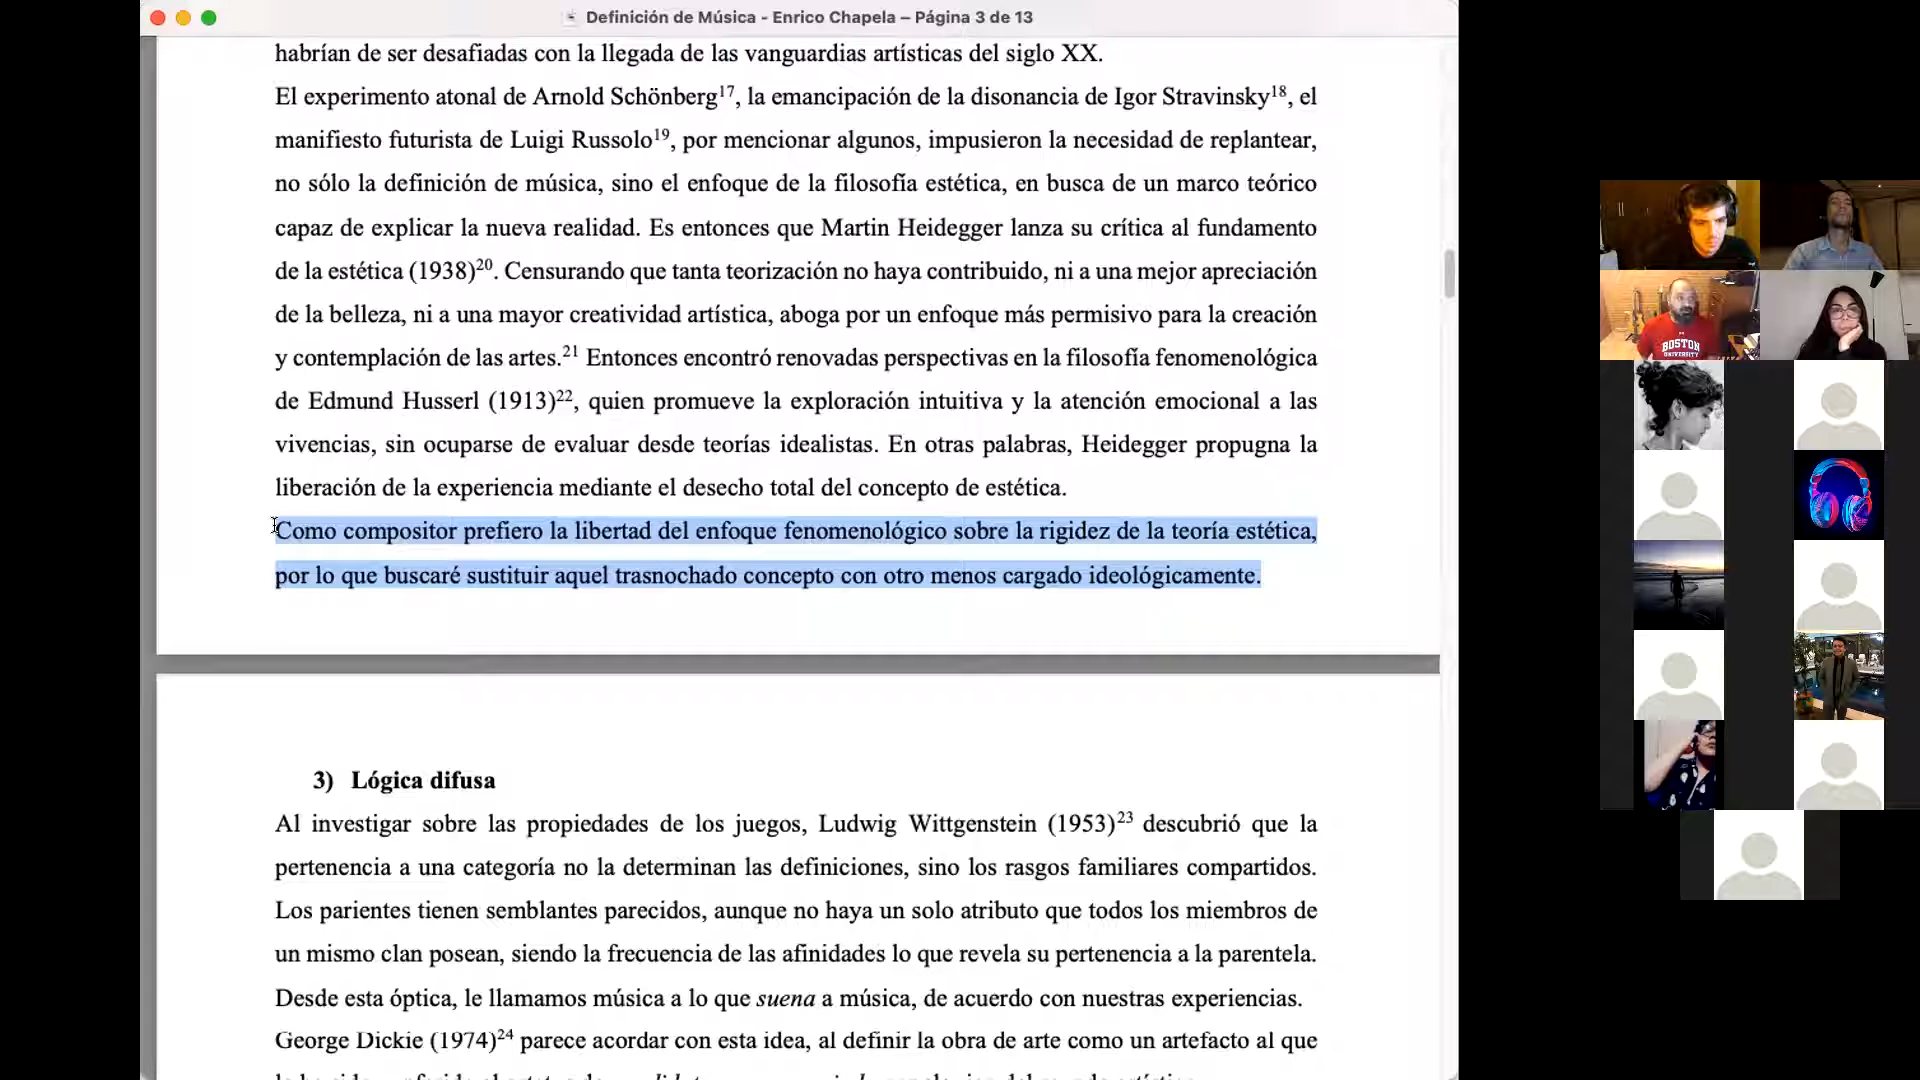 Definición de Música - Enrico Chapela – Página 3 de 13
habrían de ser desafiadas con la llegada de las vanguardias artísticas del siglo XX.
El experimento atonal de Arnold Schönberg17, la emancipación de la disonancia de Igor Stravinsky18, el
manifiesto futurista de Luigi Russolo19, por mencionar algunos, impusieron la necesidad de replantear,
no sólo la definición de música, sino el enfoque de la filosofía estética, en busca de un marco teórico
capaz de explicar la nueva realidad. Es entonces que Martin Heidegger lanza su crítica al fundamento
de la estética (1938)20. Censurando que tanta teorización no haya contribuido, ni a una mejor apreciación
de la belleza, ni a una mayor creatividad artística, aboga por un enfoque más permisivo para la creación
y contemplación de las artes.21 Entonces encontró renovadas perspectivas en la filosofía fenomenológica
de Edmund Husserl (1913)22, quien promueve la exploración intuitiva y la atención emocional a las
vivencias, sin ocuparse de evaluar desde teorías idealistas. En otras palabras, Heidegger propugna la
liberación de la experiencia mediante el desecho total del concepto de estética.
Como compositor prefiero la libertad del enfoque fenomenológico sobre la rigidez de la teoría estética,
por lo que buscaré sustituir aquel trasnochado concepto con otro menos cargado ideológicamente.
3) Lógica difusa
Al investigar sobre las propiedades de los juegos, Ludwig Wittgenstein (1953)23 descubrió que la
pertenencia a una categoría no la determinan las definiciones, sino los rasgos familiares compartidos.
Los parientes tienen semblantes parecidos, aunque no haya un solo atributo que todos los miembros de
un mismo clan posean, siendo la frecuencia de las afinidades lo que revela su pertenencia a la parentela.
Desde esta óptica, le llamamos música a lo que suena a música, de acuerdo con nuestras experiencias.
George Dickie (1974)24 parece acordar con esta idea, al definir la obra de arte como un artefacto al que
BOSTON
UNIVERSITY